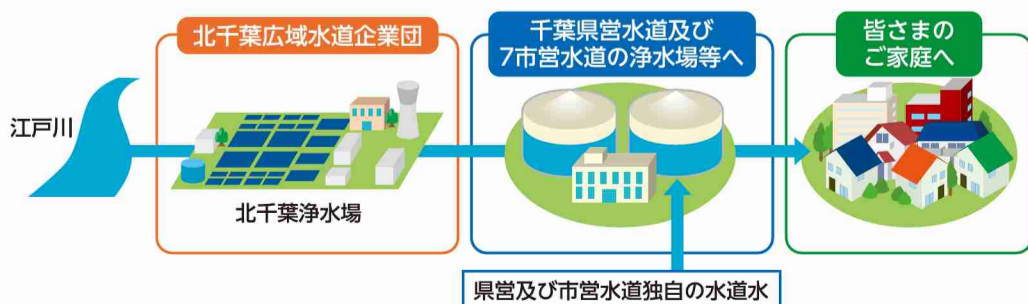 北千葉広域水道企業団
千葉県営水道及び
7市営水道の浄水場等へ
皆さまの
ご家庭へ
江戸川
北千葉浄水場
県営及び市営水道独自の水道水